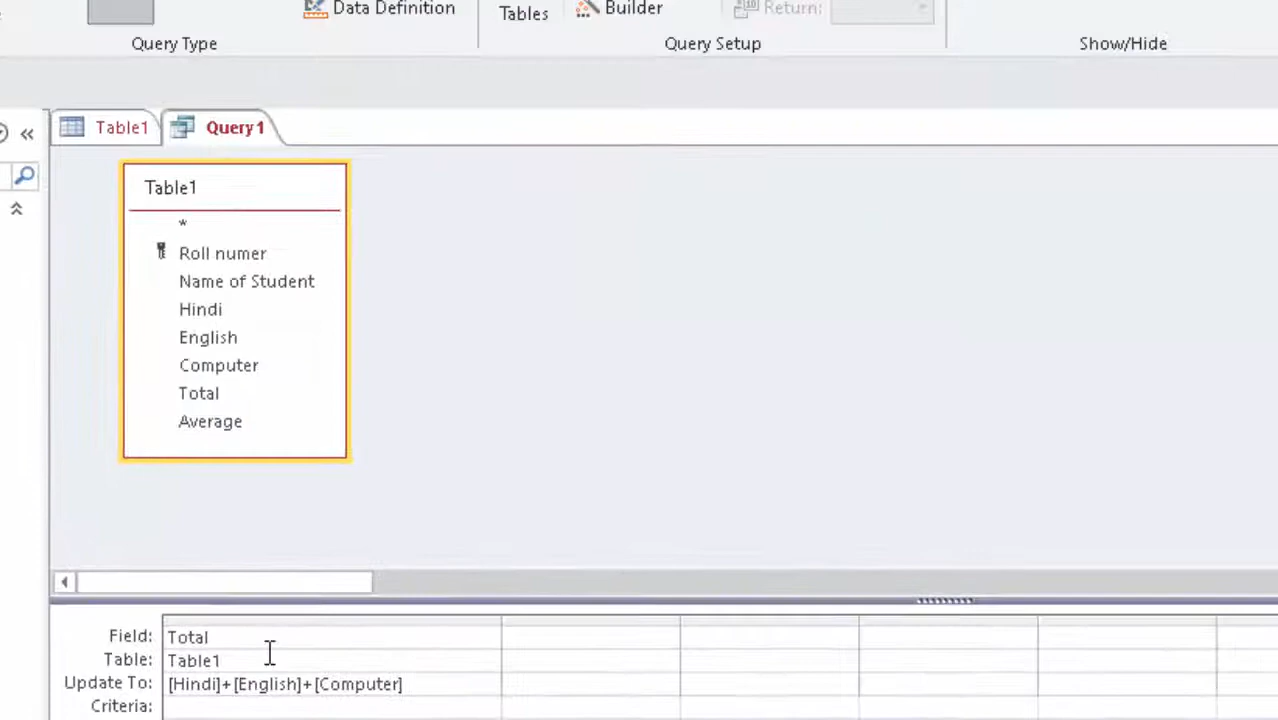 Data Definition
Tables
Builder
Return:
Query Type
Query Setup
Show/Hide
Table1
Query1
Table1
*
Roll numer
Name of Student
Hindi
English
Computer
Total
Average
Field: Total
Table: Table1
Update To: [Hindi]+[English]+[Computer]
Criteria: